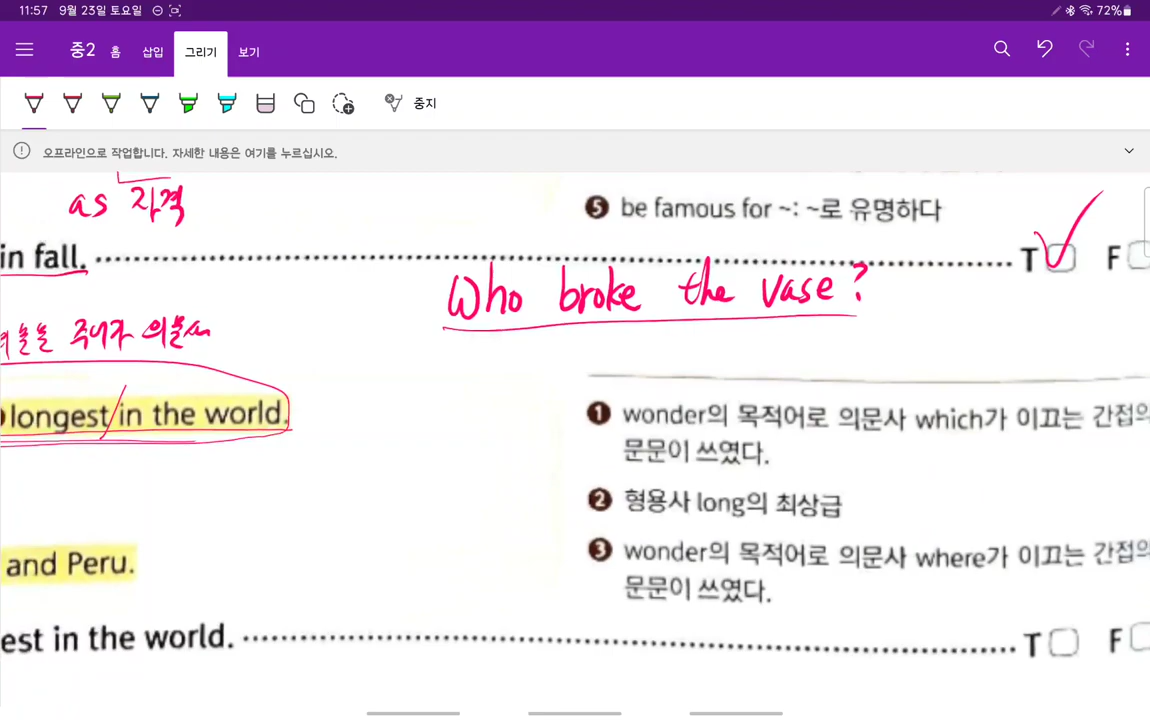 11:57 9월 23일 토요일 72%
중2 홈 삽입 그리기 보기
중지
오프라인으로 작업합니다. 자세한 내용은 여기를 누르십시오.
as 자격
⑤ be famous for ~: ~로 유명하다
in fall. T F
Who broke the vase?
longest in the world.
① wonder의 목적어로 의문사 which가 이끄는 간접의
문문이 쓰였다.
② 형용사 long의 최상급
and Peru.
③ wonder의 목적어로 의문사 where가 이끄는 간접의
문문이 쓰였다.
est in the world. T F